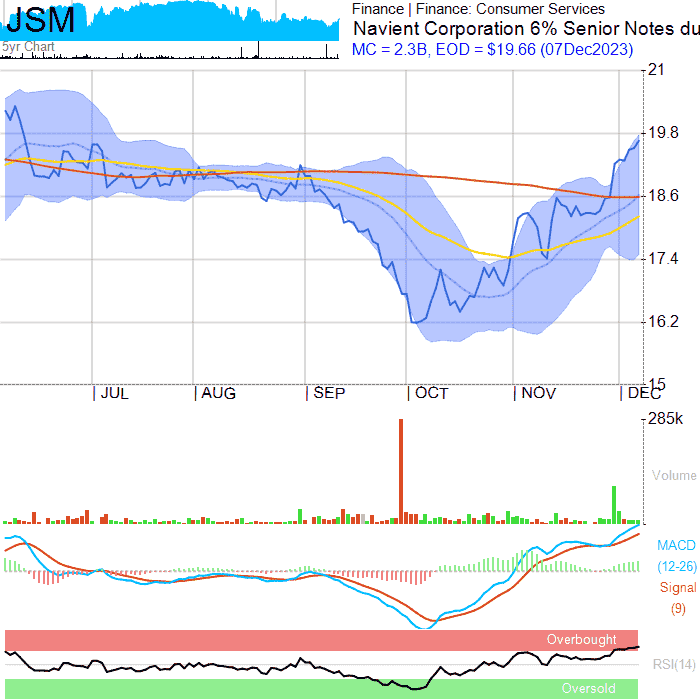 JSM
5yr Chart
Finance | Finance: Consumer Services
Navient Corporation 6% Senior Notes du
MC = 2.3B, EOD = $19.66 (07Dec2023)
21
19.8
18.6
17.4
16.2
15
JUL AUG SEP OCT NOV DEC
285k
Volume
MACD
(12-26)
Signal
(9)
Overbought
RSI(14)
Oversold